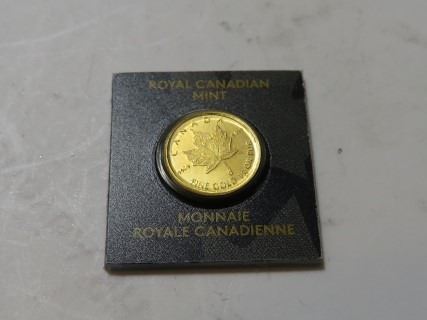 ROYAL CANADIAN
MINT
CANADA
FINE GOLD
MONNAIE
ROYALE CANADIENNE